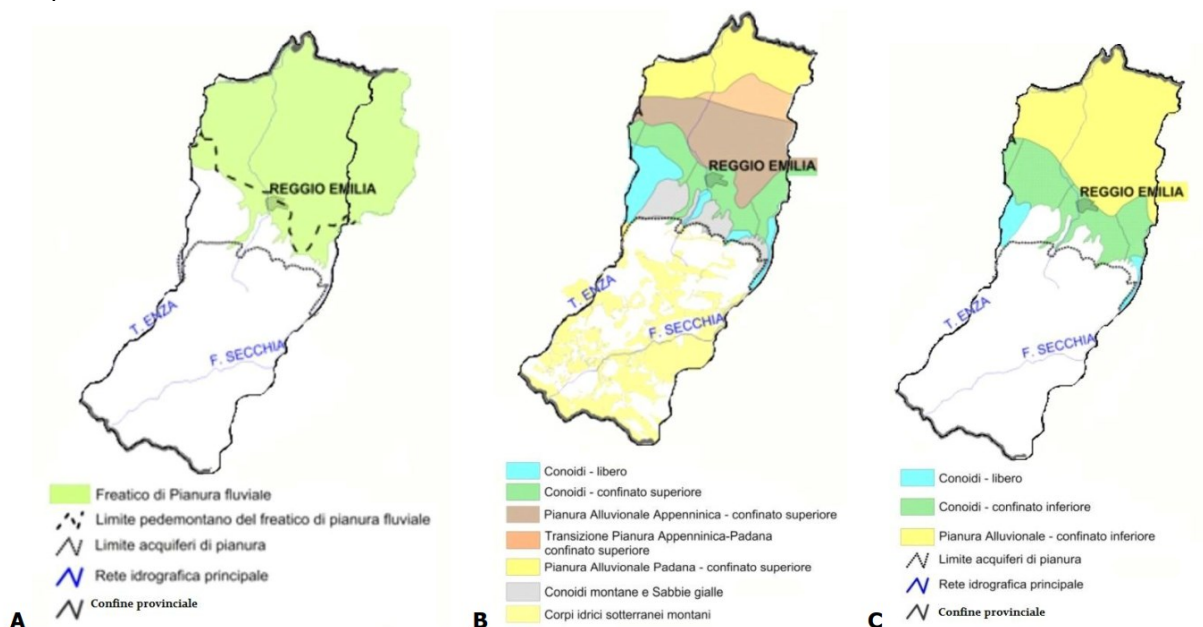 REGGIO EMILIA
T. ENZA
F. SECCHIA
Freatico di Pianura fluviale
Limite pedemontano del freatico di pianura fluviale
Limite acquiferi di pianura
Rete idrografica principale
Confine provinciale
A
A
REGGIO EMILIA
T. ENZA
F. SECCHIA
Conoidi - libero
Conoidi - confinato superiore
Pianura Alluvionale Appenninica - confinato superiore
Transizione Pianura Appenninica-Padana
confinato superiore
Pianura Alluvionale Padana - confinato superiore
Conoidi montane e Sabbie gialle
Corpi idrici sotterranei montani
B
A
REGGIO EMILIA
T. ENZA
F. SECCHIA
Conoidi - libero
Conoidi - confinato inferiore
Pianura Alluvionale - confinato inferiore
Limite acquiferi di pianura
Rete idrografica principale
Confine provinciale
C